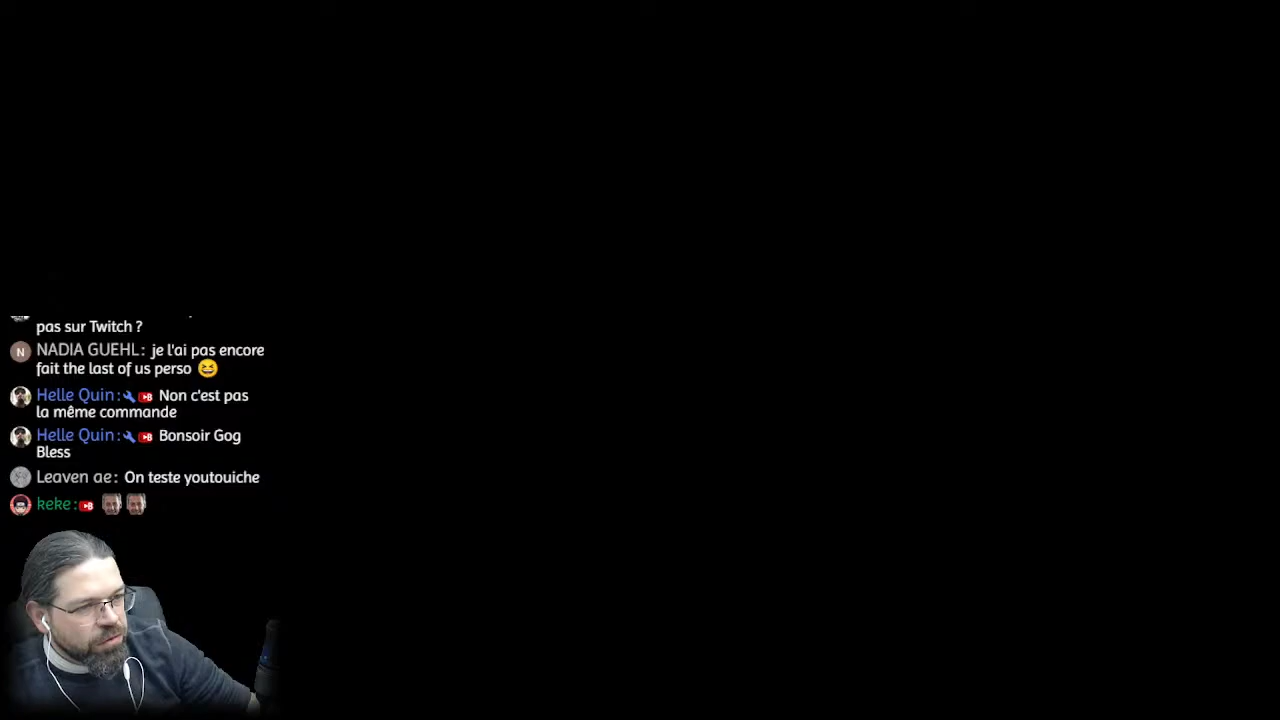 pas sur Twitch ?
NADIA GUEHL: je l'ai pas encore
fait the last of us perso
Helle Quin: Non c'est pas
la même commande
Helle Quin: Bonsoir Gog
Bless
Leaven ae: On teste youtouiche
keke: